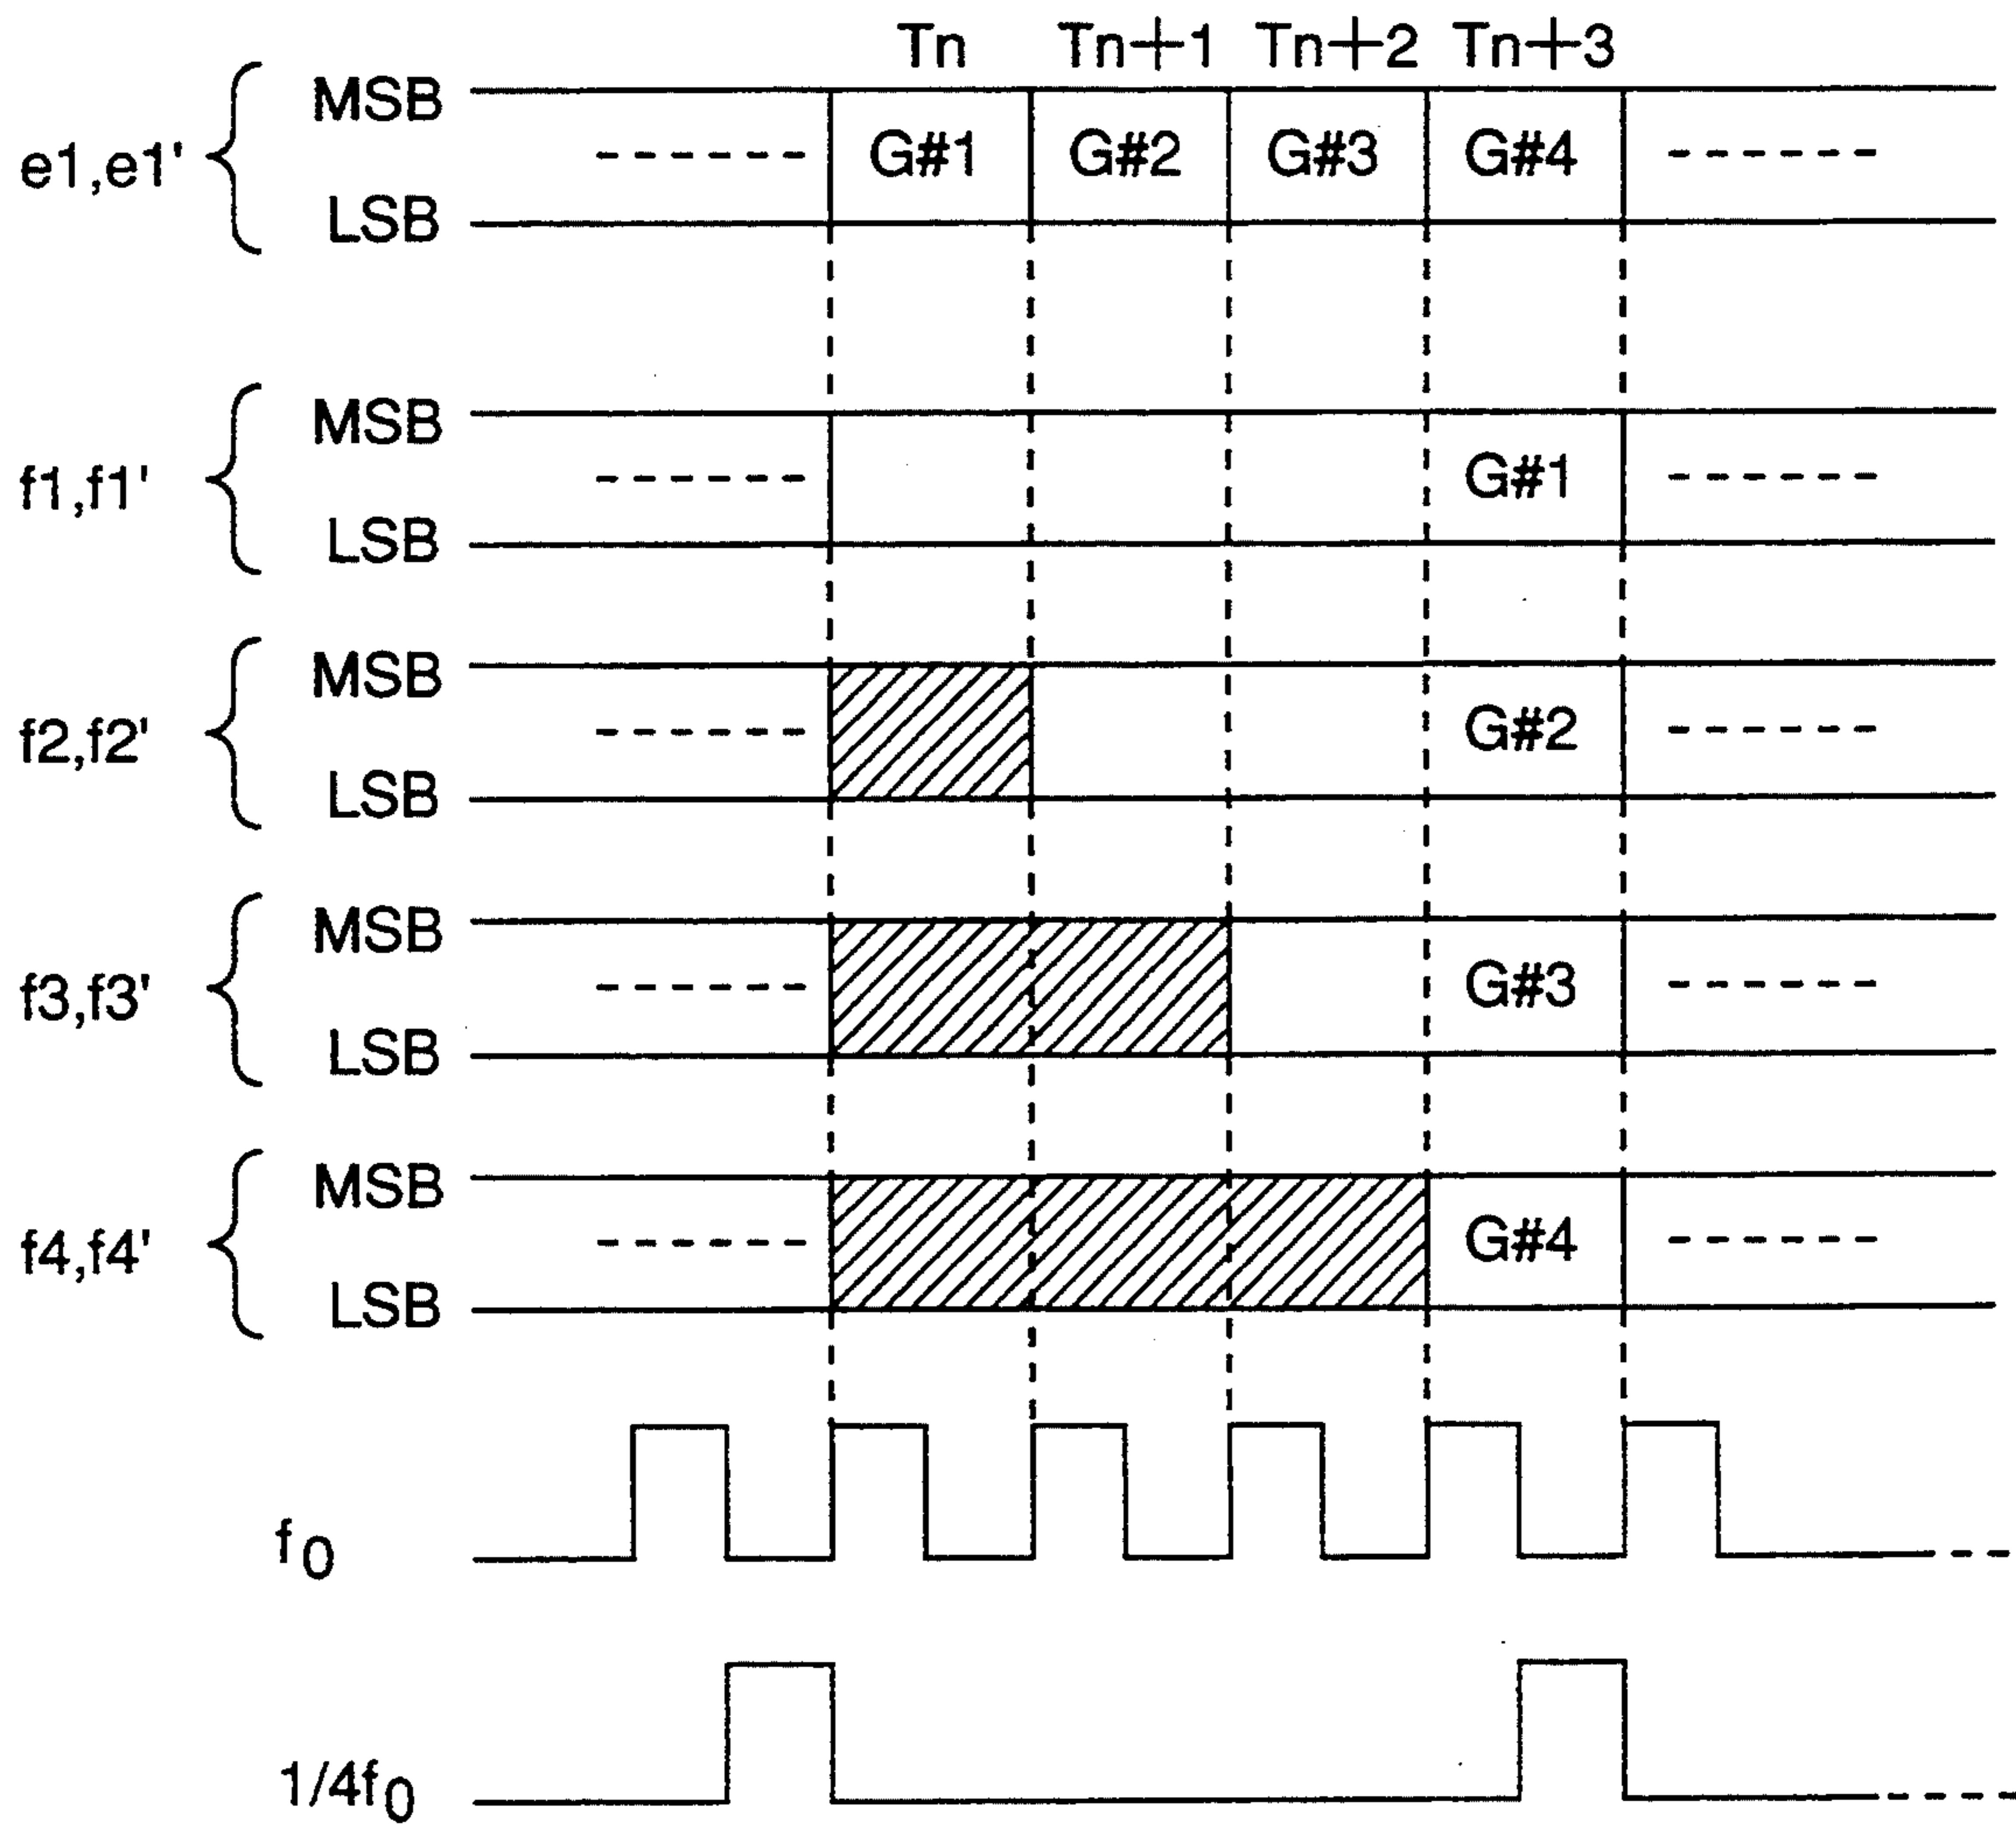 Tn Tn+1 Tn+2 Tn+3
e1,e1' MSB G#1 G#2 G#3 G#4
LSB
f1,f1' MSB G#1
LSB
f2,f2' MSB G#2
LSB
f3,f3' MSB G#3
LSB
f4,f4' MSB G#4
LSB
f0
1/4f0